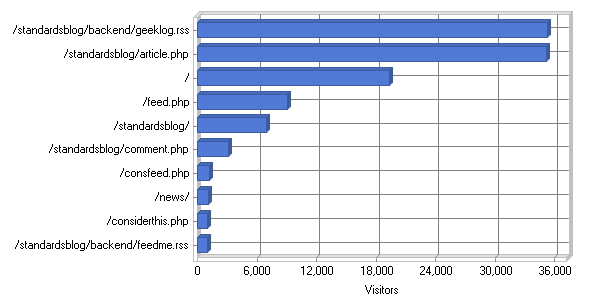 /standardsblog/backend/geeklog.rss
/standardsblog/article.php
/
/feed.php
/standardsblog/
/standardsblog/comment.php
/consfeed.php
/news/
/considerthis.php
/standardsblog/backend/feedme.rss
0 6,000 12,000 18,000 24,000 30,000 36,000
Visitors